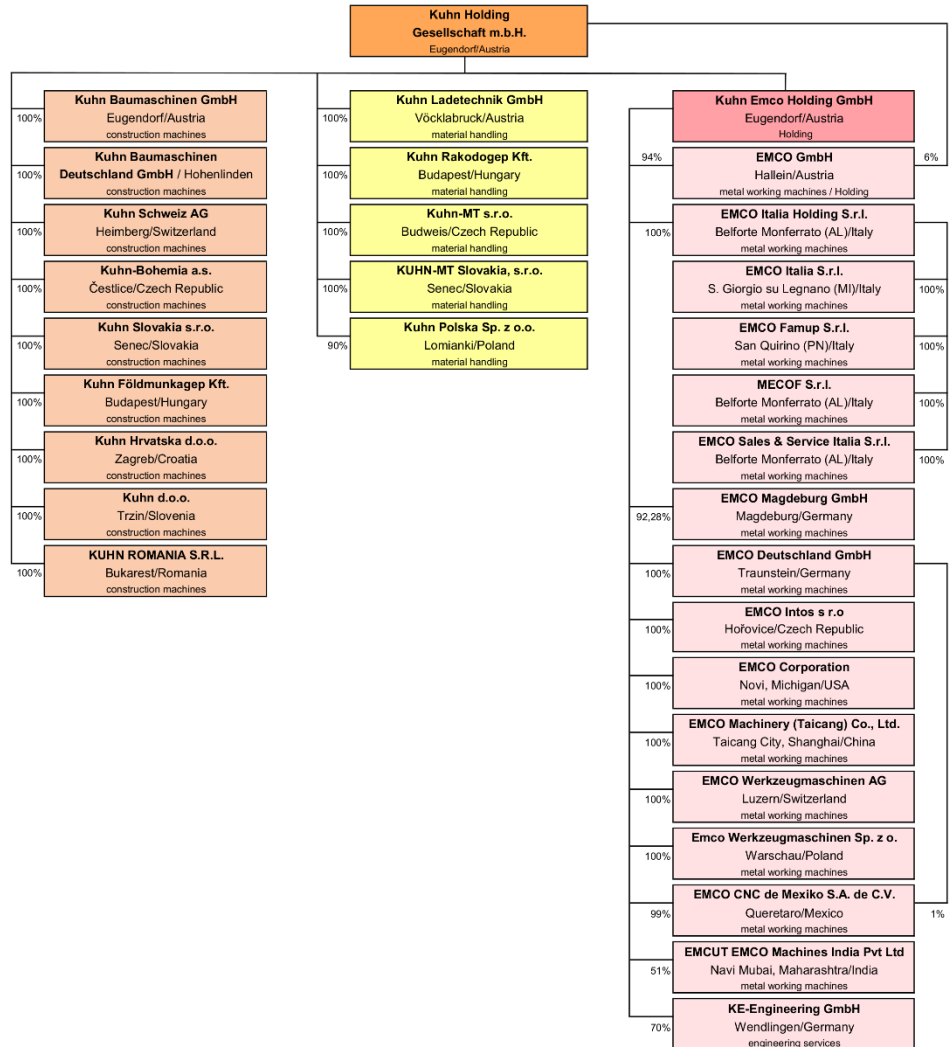 Kuhn Holding
Gesellschaft m.b.H.
Eugendorf/Austria
100%
Kuhn Baumaschinen GmbH
Eugendorf/Austria
construction machines
100%
Kuhn Baumaschinen
Deutschland GmbH / Hohenlinden
construction machines
100%
Kuhn Schweiz AG
Heimberg/Switzerland
construction machines
100%
Kuhn-Bohemia a.s.
Čestlice/Czech Republic
construction machines
100%
Kuhn Slovakia s.r.o.
Senec/Slovakia
construction machines
100%
Kuhn Földmunkagep Kft.
Budapest/Hungary
construction machines
100%
Kuhn Hrvatska d.o.o.
Zagreb/Croatia
construction machines
100%
Kuhn d.o.o.
Trzin/Slovenia
construction machines
100%
KUHN ROMANIA S.R.L.
Bukarest/Romania
construction machines
100%
Kuhn Ladetechnik GmbH
Vöcklabruck/Austria
material handling
100%
Kuhn Rakodogep Kft.
Budapest/Hungary
material handling
100%
Kuhn-MT s.r.o.
Budweis/Czech Republic
material handling
100%
KUHN-MT Slovakia, s.r.o.
Senec/Slovakia
material handling
90%
Kuhn Polska Sp. z o.o.
Lomianki/Poland
material handling
Kuhn Emco Holding GmbH
Eugendorf/Austria
Holding
94%
EMCO GmbH
6%
Hallein/Austria
metal working machines / Holding
100%
EMCO Italia Holding S.r.l.
Belforte Monferrato (AL)/Italy
metal working machines
EMCO Italia S.r.l.
S. Giorgio su Legnano (MI)/Italy
100%
metal working machines
EMCO Famup S.r.l.
San Quirino (PN)/Italy
100%
metal working machines
MECOF S.r.l.
Belforte Monferrato (AL)/Italy
100%
metal working machines
EMCO Sales & Service Italia S.r.l.
Belforte Monferrato (AL)/Italy
100%
metal working machines
92,28%
EMCO Magdeburg GmbH
Magdeburg/Germany
metal working machines
100%
EMCO Deutschland GmbH
Traunstein/Germany
metal working machines
100%
EMCO Intos s r.o
Hořovice/Czech Republic
metal working machines
100%
EMCO Corporation
Novi, Michigan/USA
metal working machines
100%
EMCO Machinery (Taicang) Co., Ltd.
Taicang City, Shanghai/China
metal working machines
100%
EMCO Werkzeugmaschinen AG
Luzern/Switzerland
metal working machines
100%
Emco Werkzeugmaschinen Sp. z o.
Warschau/Poland
metal working machines
99%
EMCO CNC de Mexiko S.A. de C.V.
Queretaro/Mexico
1%
metal working machines
51%
EMCUT EMCO Machines India Pvt Ltd
Navi Mubai, Maharashtra/India
metal working machines
70%
KE-Engineering GmbH
Wendlingen/Germany
engineering services